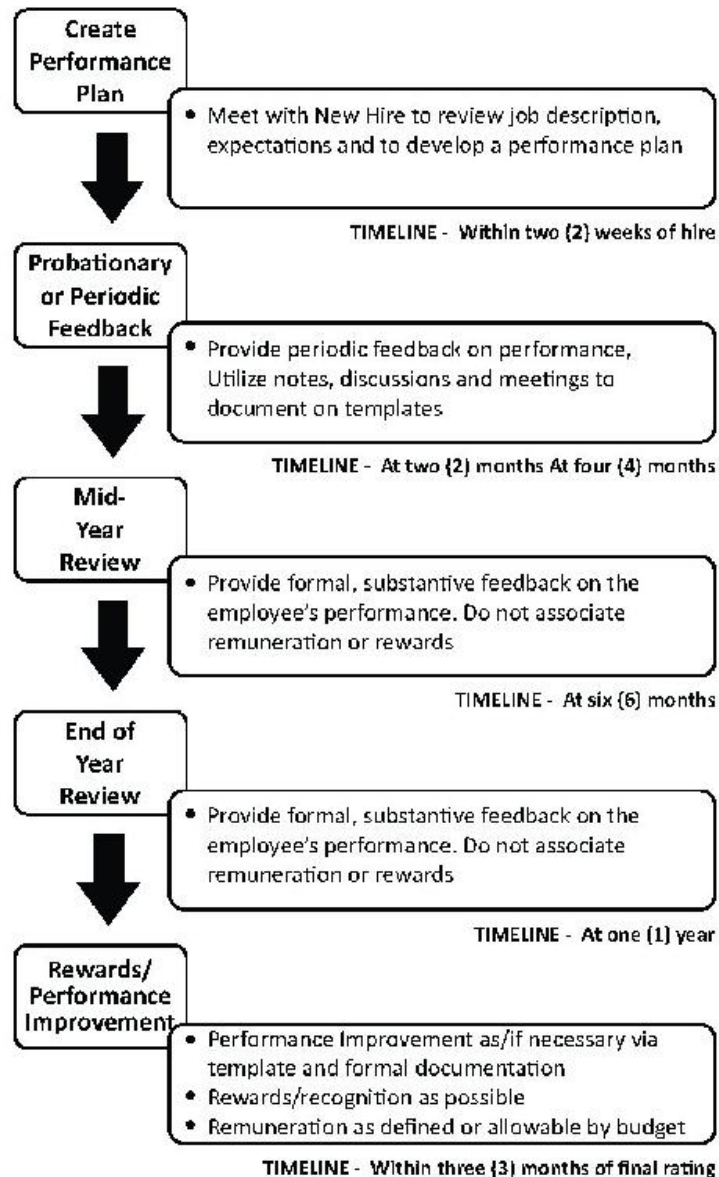 Create
Performance
Plan
• Meet with New Hire to review job description,
expectations and to develop a performance plan
TIMELINE - Within two (2) weeks of hire
Probationary
or Periodic
Feedback
• Provide periodic feedback on performance,
Utilize notes, discussions and meetings to
document on templates
TIMELINE - At two (2) months At four (4) months
Mid-
Year
Review
• Provide formal, substantive feedback on the
employee's performance. Do not associate
remuneration or rewards
TIMELINE - At six (6) months
End of
Year
Review
• Provide formal, substantive feedback on the
employee's performance. Do not associate
remuneration or rewards
TIMELINE - At one (1) year
Rewards/
Performance
Improvement
• Performance Improvement as/if necessary via
template and formal documentation
• Rewards/recognition as possible
• Remuneration as defined or allowable by budget
TIMELINE - Within three (3) months of final rating